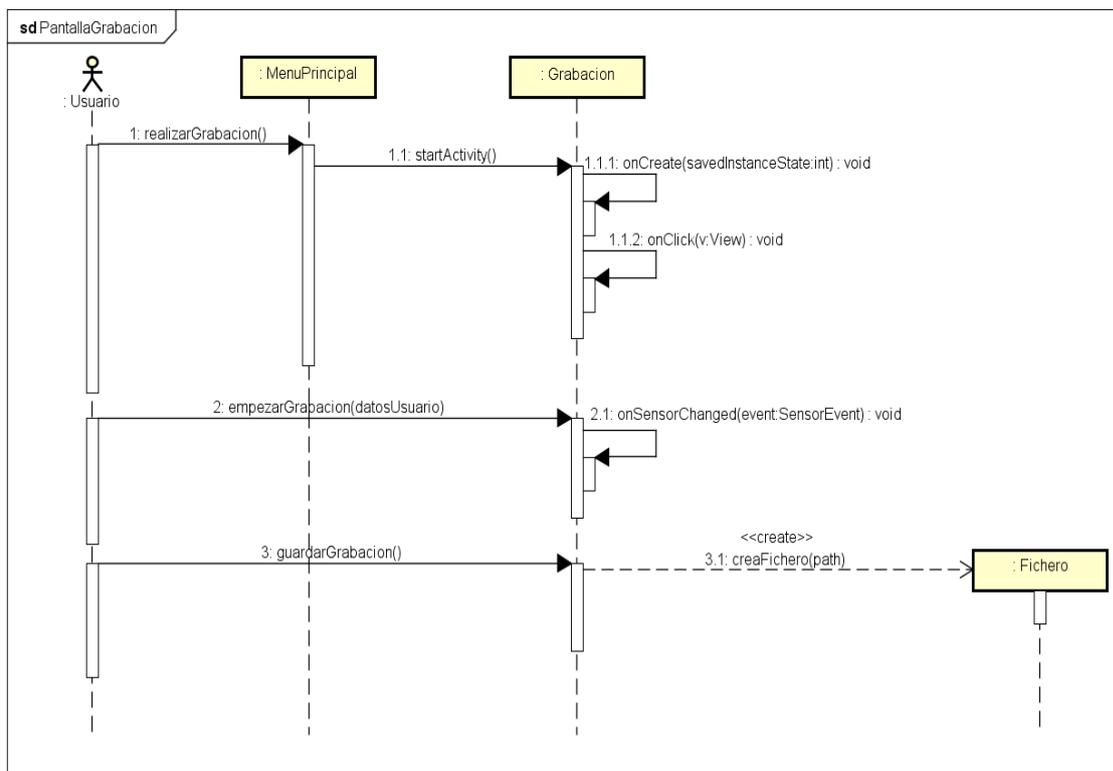 sd PantallaGrabacion
: Usuario
: MenuPrincipal
: Grabacion
1: realizarGrabacion()
1.1: startActivity()
1.1.1: onCreate(savedInstanceState:int) : void
1.1.2: onClick(v:View) : void
2: empezarGrabacion(datosUsuario)
2.1: onSensorChanged(event:SensorEvent) : void
3: guardarGrabacion()
<<create>>
3.1: creaFichero(path)
: Fichero